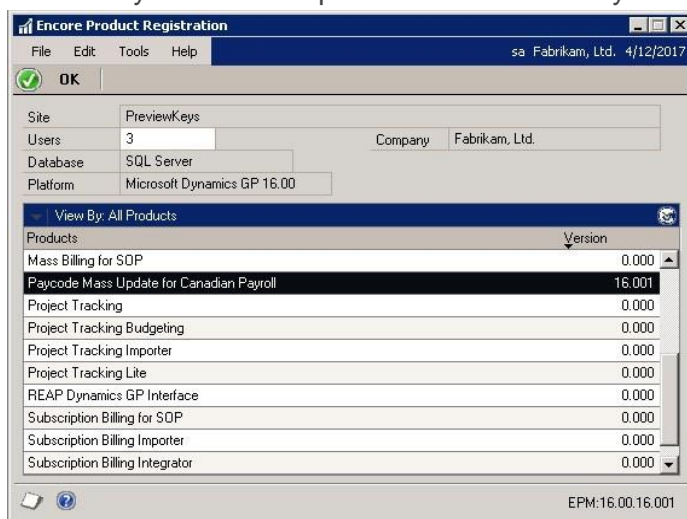 Encore Product Registration
File Edit Tools Help sa Fabrikam, Ltd. 4/12/2017
OK
Site PreviewKeys
Users 3 Company Fabrikam, Ltd.
Database SQL Server
Platform Microsoft Dynamics GP 16.00
View By: All Products
Products Version
Mass Billing for SOP 0.000
Paycode Mass Update for Canadian Payroll 16.001
Project Tracking 0.000
Project Tracking Budgeting 0.000
Project Tracking Importer 0.000
Project Tracking Lite 0.000
REAP Dynamics GP Interface 0.000
Subscription Billing for SOP 0.000
Subscription Billing Importer 0.000
Subscription Billing Integrator 0.000
EPM:16.00.16.001